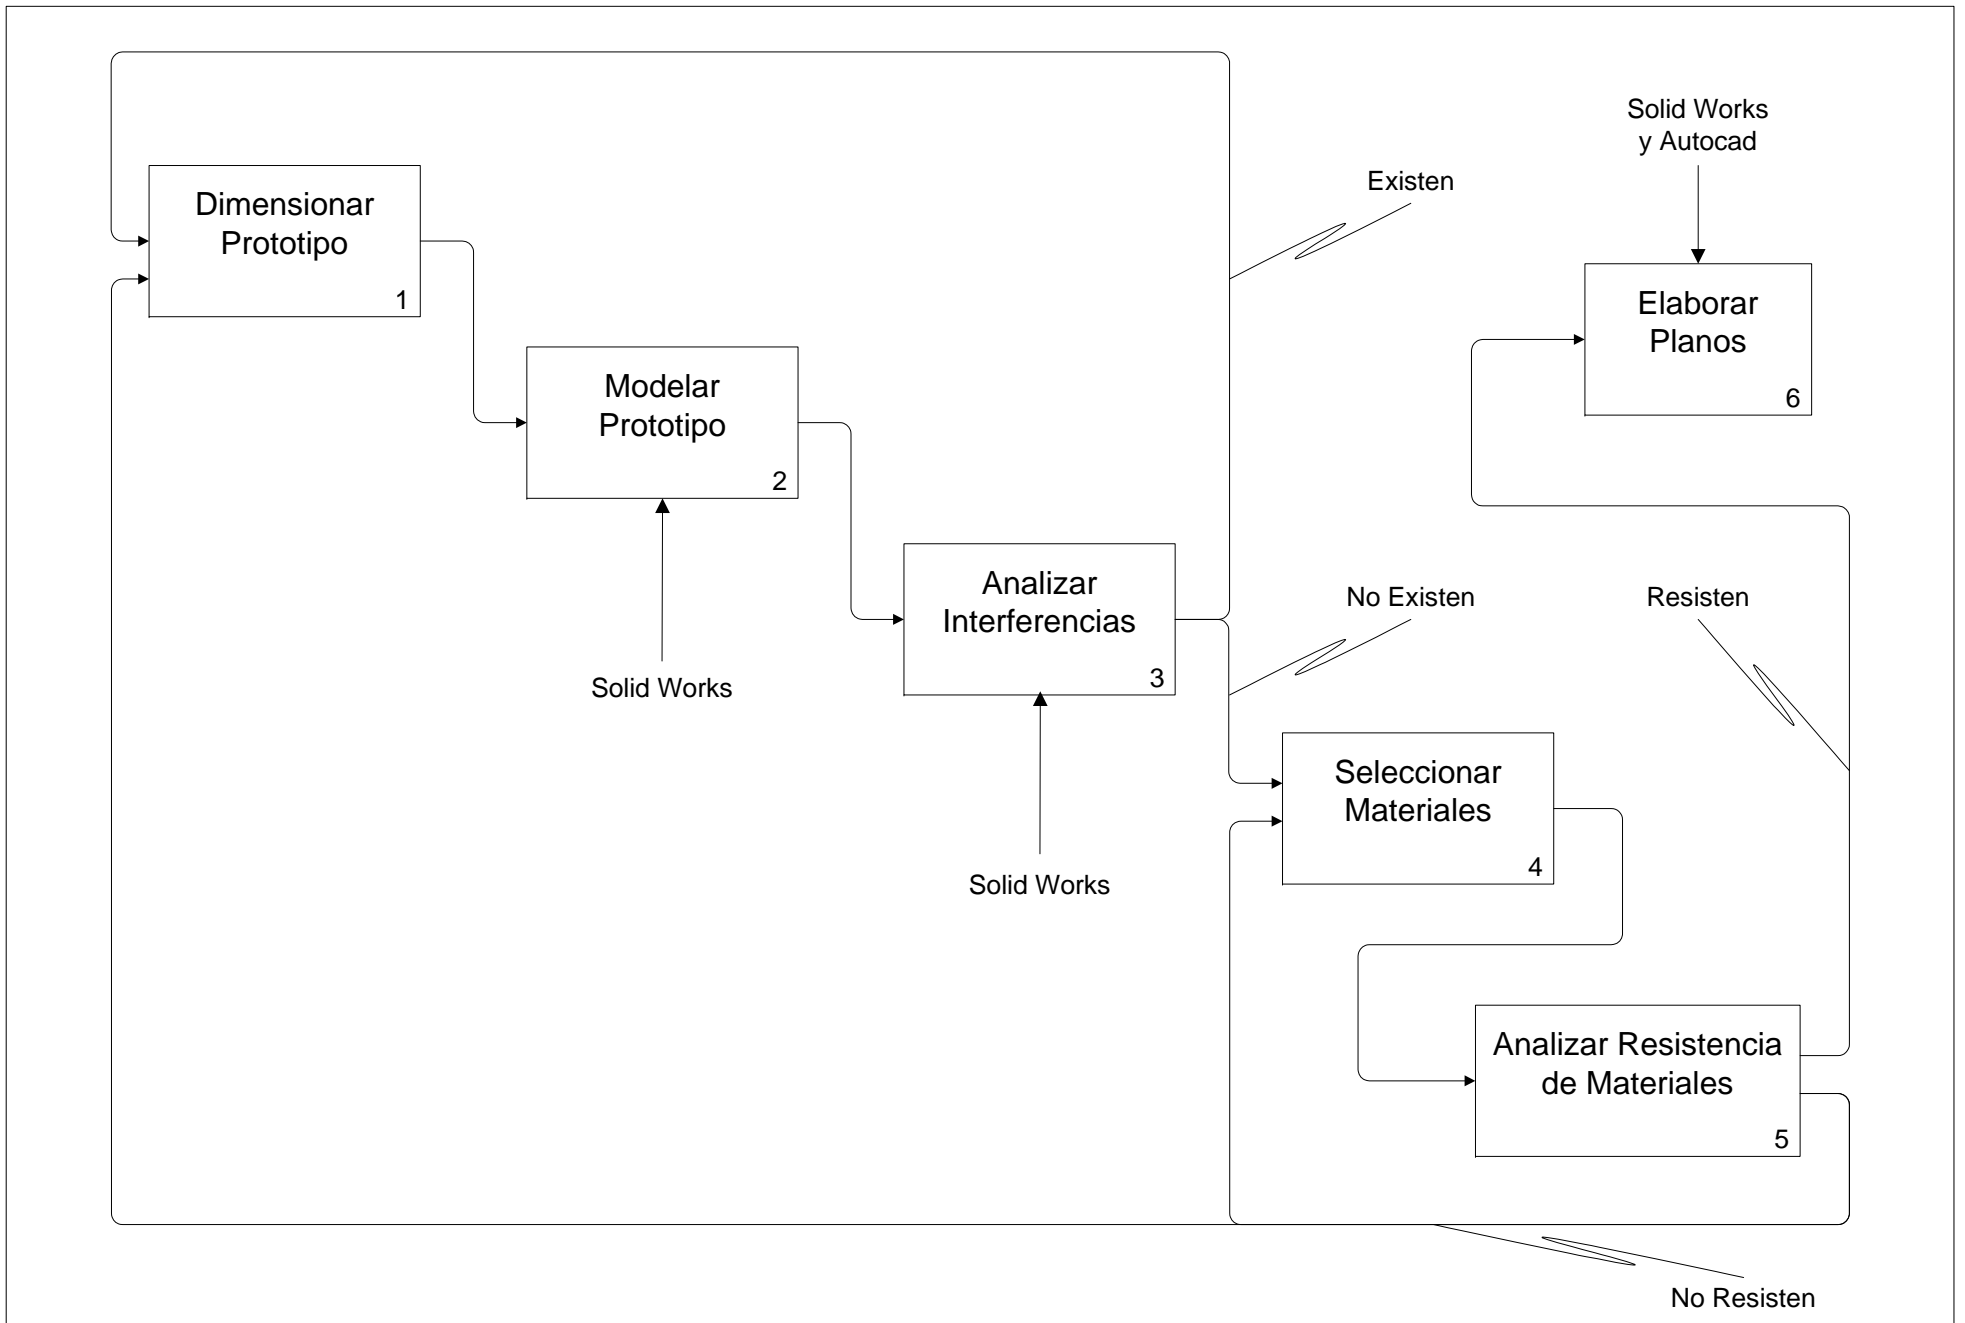 Solid Works
y Autocad
Existen
Dimensionar
Prototipo
1
Elaborar
Planos
6
Modelar
Prototipo
2
Analizar
Interferencias
3
No Existen
Resisten
Solid Works
Seleccionar
Materiales
4
Solid Works
Analizar Resistencia
de Materiales
5
No Resisten